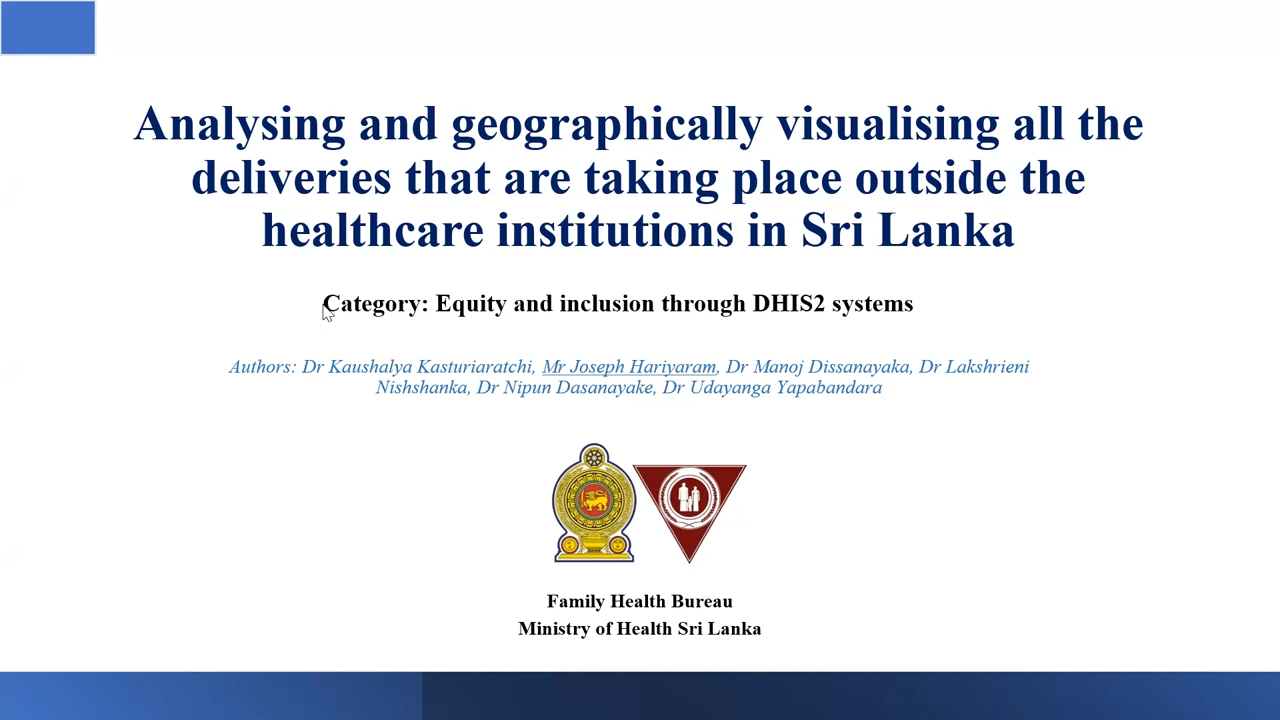 Analysing and geographically visualising all the
deliveries that are taking place outside the
healthcare institutions in Sri Lanka
Category: Equity and inclusion through DHIS2 systems
Authors: Dr Kaushalya Kasturiaratchi, Mr Joseph Hariyaram, Dr Manoj Dissanayaka, Dr Lakshrieni
Nishshanka, Dr Nipun Dasanayake, Dr Udayanga Yapabandara
Family Health Bureau
Ministry of Health Sri Lanka